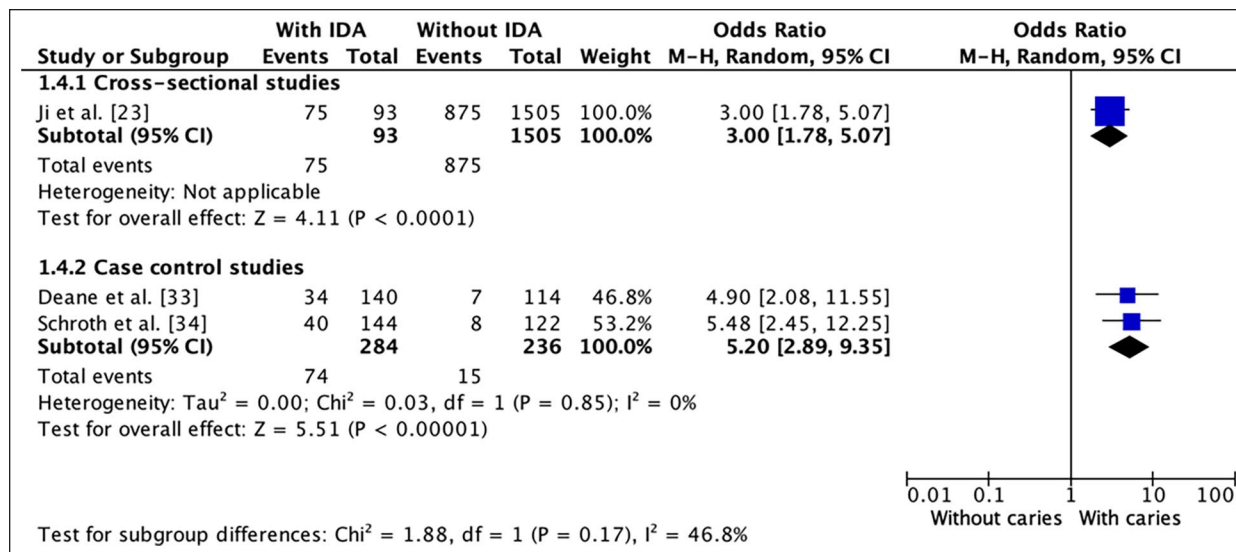 With IDA Without IDA Odds Ratio Odds Ratio
Study or Subgroup Events Total Events Total Weight M-H, Random, 95% CI M-H, Random, 95% CI
1.4.1 Cross-sectional studies
Ji et al. [23] 75 93 875 1505 100.0% 3.00 [1.78, 5.07]
Subtotal (95% CI) 93 1505 100.0% 3.00 [1.78, 5.07]
Total events 75 875
Heterogeneity: Not applicable
Test for overall effect: Z = 4.11 (P < 0.0001)
1.4.2 Case control studies
Deane et al. [33] 34 140 7 114 46.8% 4.90 [2.08, 11.55]
Schroth et al. [34] 40 144 8 122 53.2% 5.48 [2.45, 12.25]
Subtotal (95% CI) 284 236 100.0% 5.20 [2.89, 9.35]
Total events 74 15
Heterogeneity: Tau² = 0.00; Chi² = 0.03, df = 1 (P = 0.85); I² = 0%
Test for overall effect: Z = 5.51 (P < 0.00001)
0.01 0.1 1 10 100
Without caries With caries
Test for subgroup differences: Chi² = 1.88, df = 1 (P = 0.17), I² = 46.8%